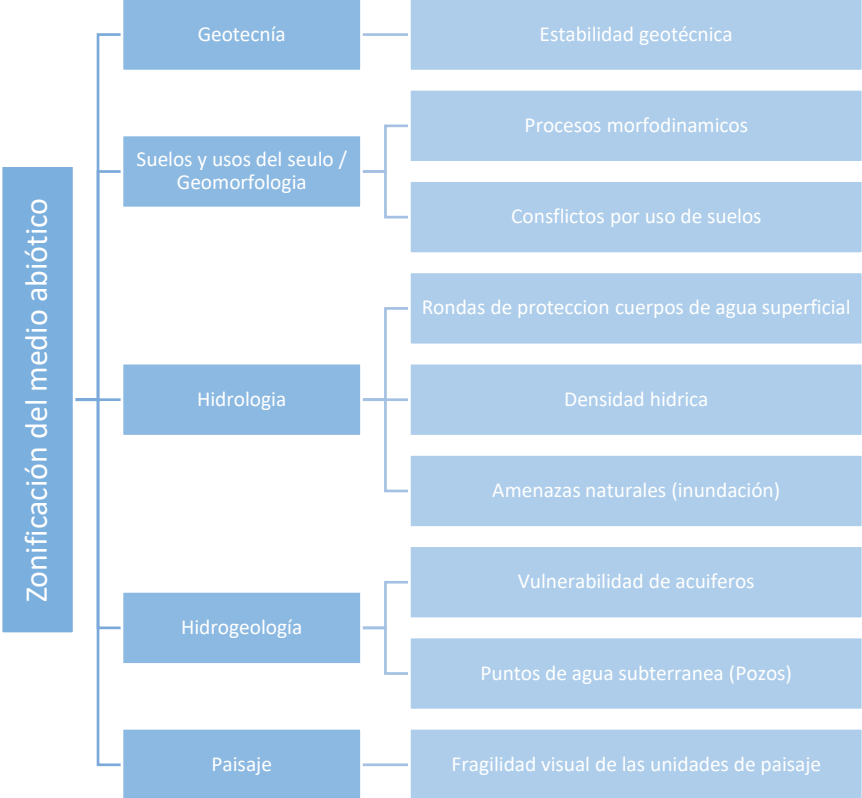 Zonificación del medio abiótico
Geotecnía
Estabilidad geotécnica
Suelos y usos del seulo /
Geomorfologia
Procesos morfodinamicos
Consflictos por uso de suelos
Hidrologia
Rondas de proteccion cuerpos de agua superficial
Densidad hidrica
Amenazas naturales (inundación)
Hidrogeología
Vulnerabilidad de acuiferos
Puntos de agua subterranea (Pozos)
Paisaje
Fragilidad visual de las unidades de paisaje